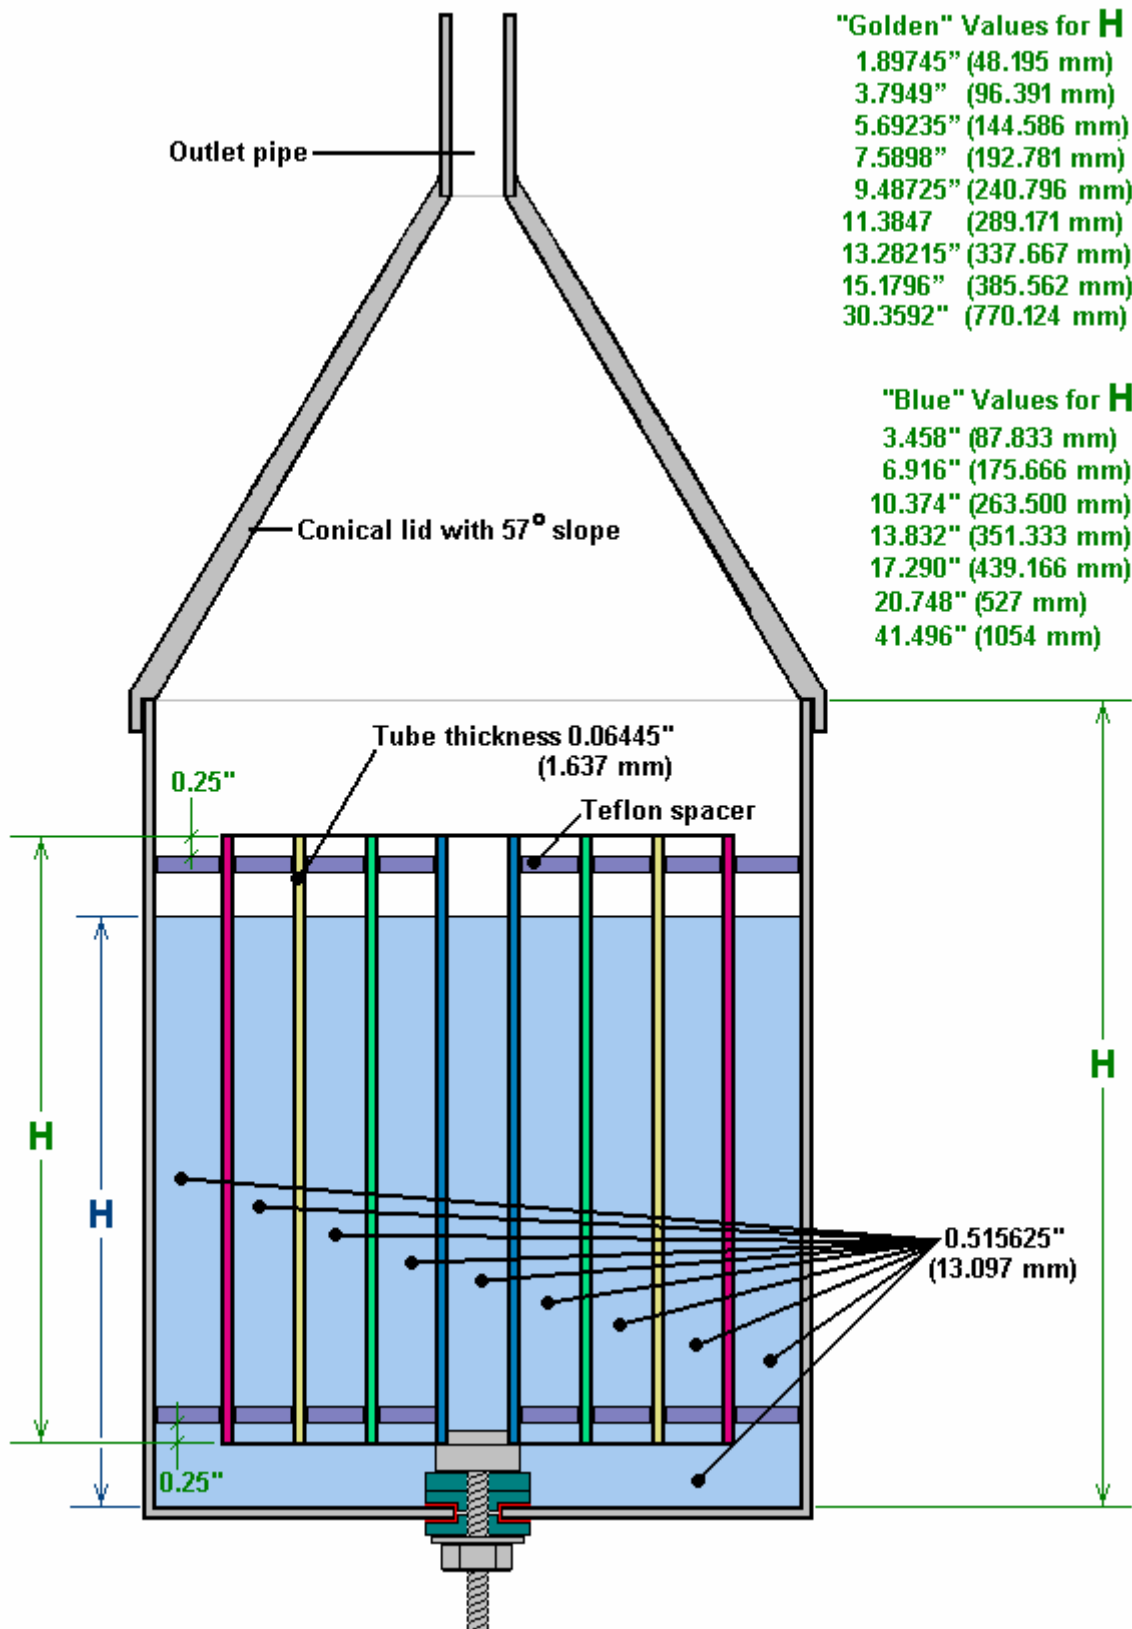 "Golden" Values for H
1.89745” (48.195 mm)
3.7949” (96.391 mm)
5.69235” (144.586 mm)
7.5898” (192.781 mm)
9.48725” (240.796 mm)
11.3847 (289.171 mm)
13.28215” (337.667 mm)
15.1796” (385.562 mm)
30.3592" (770.124 mm)
Outlet pipe
"Blue" Values for H
3.458" (87.833 mm)
6.916" (175.666 mm)
10.374" (263.500 mm)
13.832" (351.333 mm)
17.290" (439.166 mm)
20.748" (527 mm)
41.496" (1054 mm)
Conical lid with 57° slope
Tube thickness 0.06445"
(1.637 mm)
0.25"
Teflon spacer
H
H
H
0.515625"
(13.097 mm)
0.25"